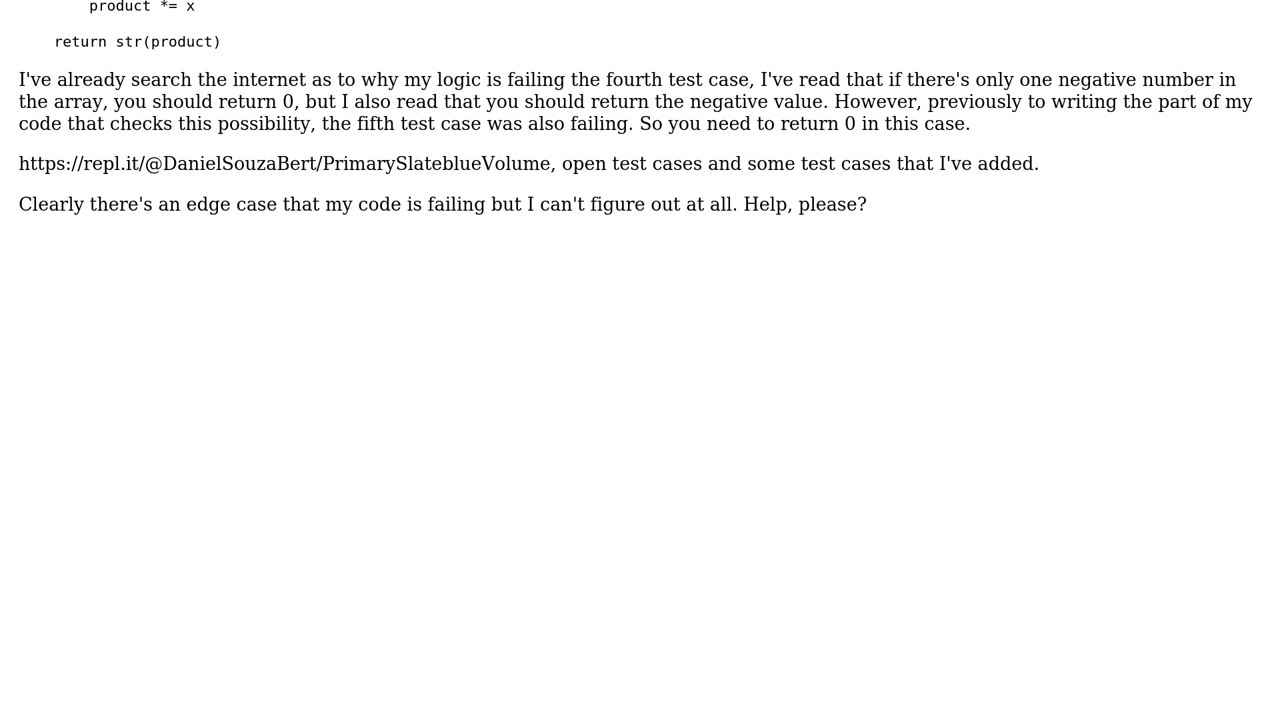 product *= x
return str(product)
I've already search the internet as to why my logic is failing the fourth test case, I've read that if there's only one negative number in
the array, you should return 0, but I also read that you should return the negative value. However, previously to writing the part of my
code that checks this possibility, the fifth test case was also failing. So you need to return 0 in this case.
https://repl.it/@DanielSouzaBert/PrimarySlateblueVolume, open test cases and some test cases that I've added.
Clearly there's an edge case that my code is failing but I can't figure out at all. Help, please?